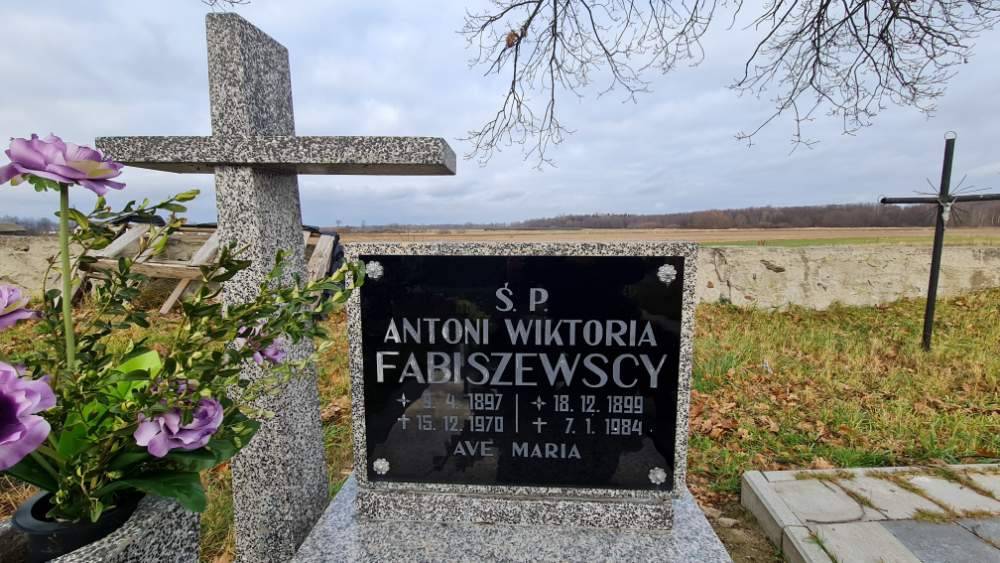 Ś. P.
ANTONI WIKTORIA
FABISZEWSCY
9. 4. 1897 | 18. 12. 1899
15. 12. 1970 | 7. 1. 1984
AVE MARIA